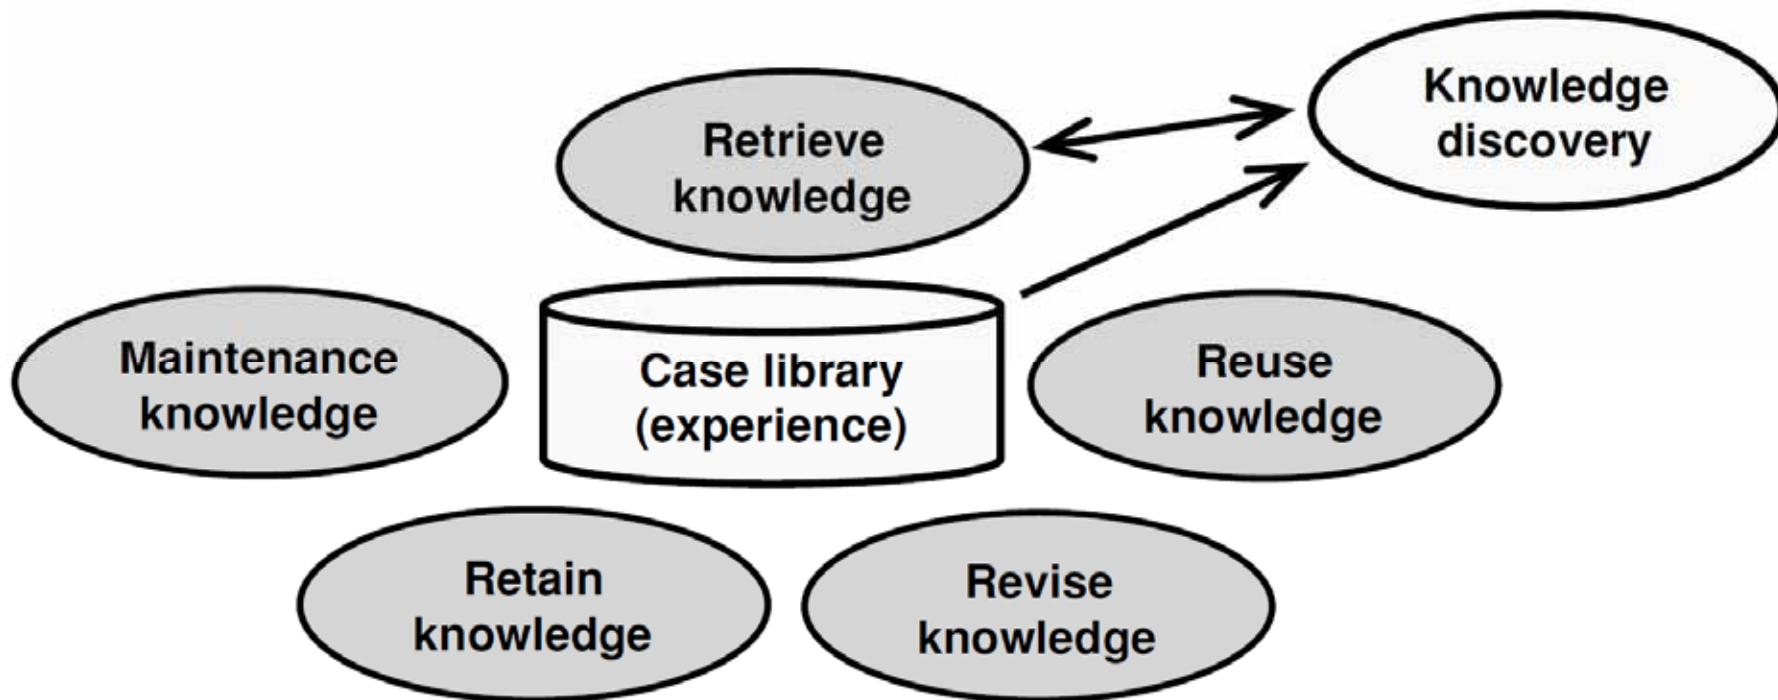 Knowledge
discovery
Retrieve
knowledge
Maintenance
knowledge
Case library
(experience)
Reuse
knowledge
Retain
knowledge
Revise
knowledge